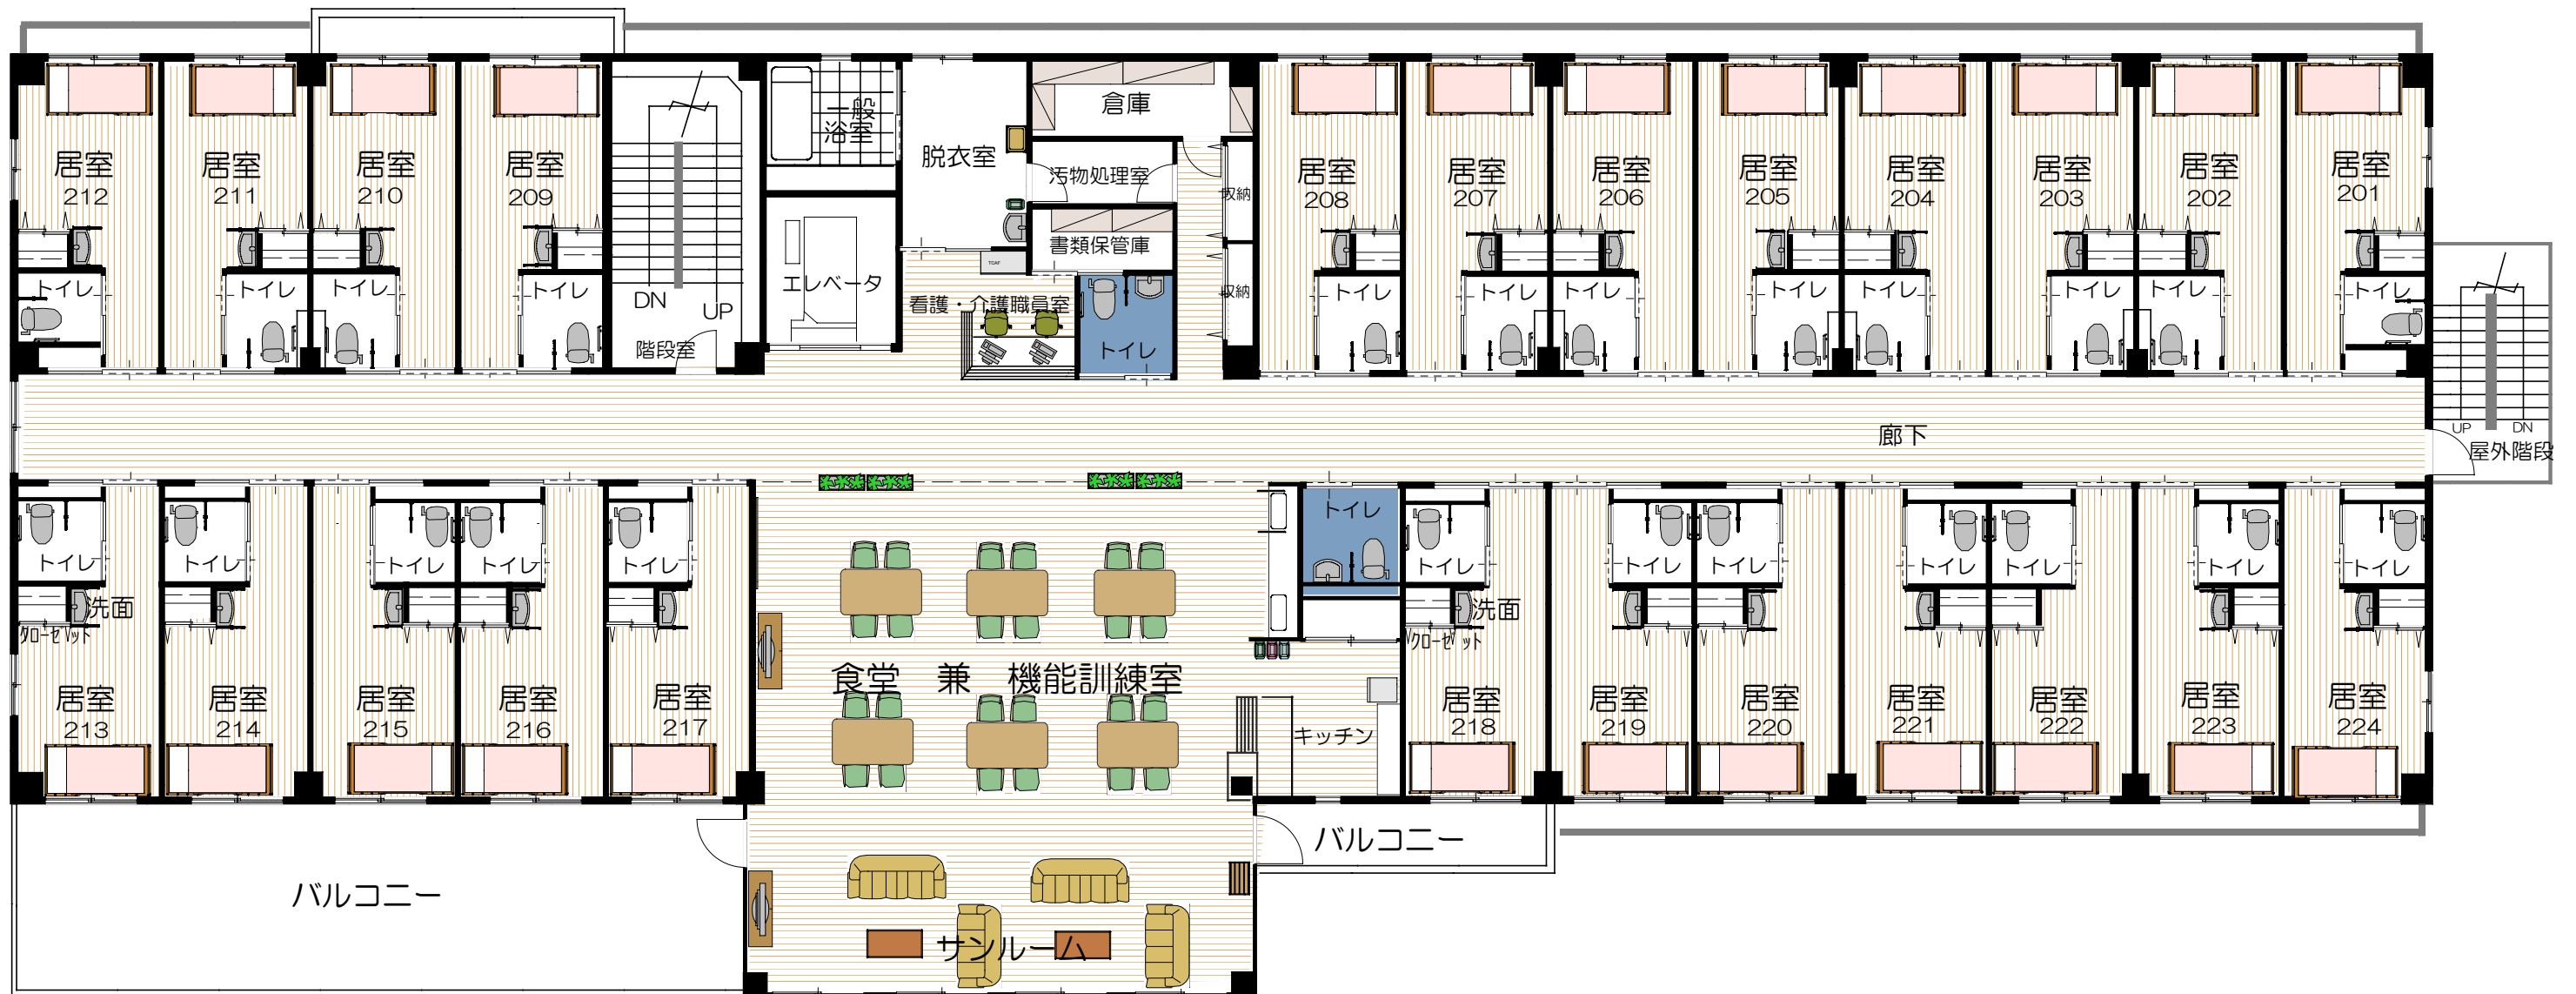 一般
浴室
脱衣室
倉庫
汚物処理室
収納
書類保管庫
収納
エレベータ
看護・介護職員室
トイレ
DN
UP
階段室
居室
212
トイレ
居室
211
トイレ
居室
210
トイレ
居室
209
トイレ
居室
208
トイレ
居室
207
トイレ
居室
206
トイレ
居室
205
トイレ
居室
204
トイレ
居室
203
トイレ
居室
202
トイレ
居室
201
トイレ
廊下
UP
DN
屋外階段
トイレ
洗面
クローゼット
居室
213
トイレ
居室
214
トイレ
居室
215
トイレ
居室
216
トイレ
居室
217
食堂 兼 機能訓練室
トイレ
キッチン
トイレ
洗面
クローゼット
居室
218
トイレ
居室
219
トイレ
居室
220
トイレ
居室
221
トイレ
居室
222
トイレ
居室
223
トイレ
居室
224
バルコニー
バルコニー
サンルーム